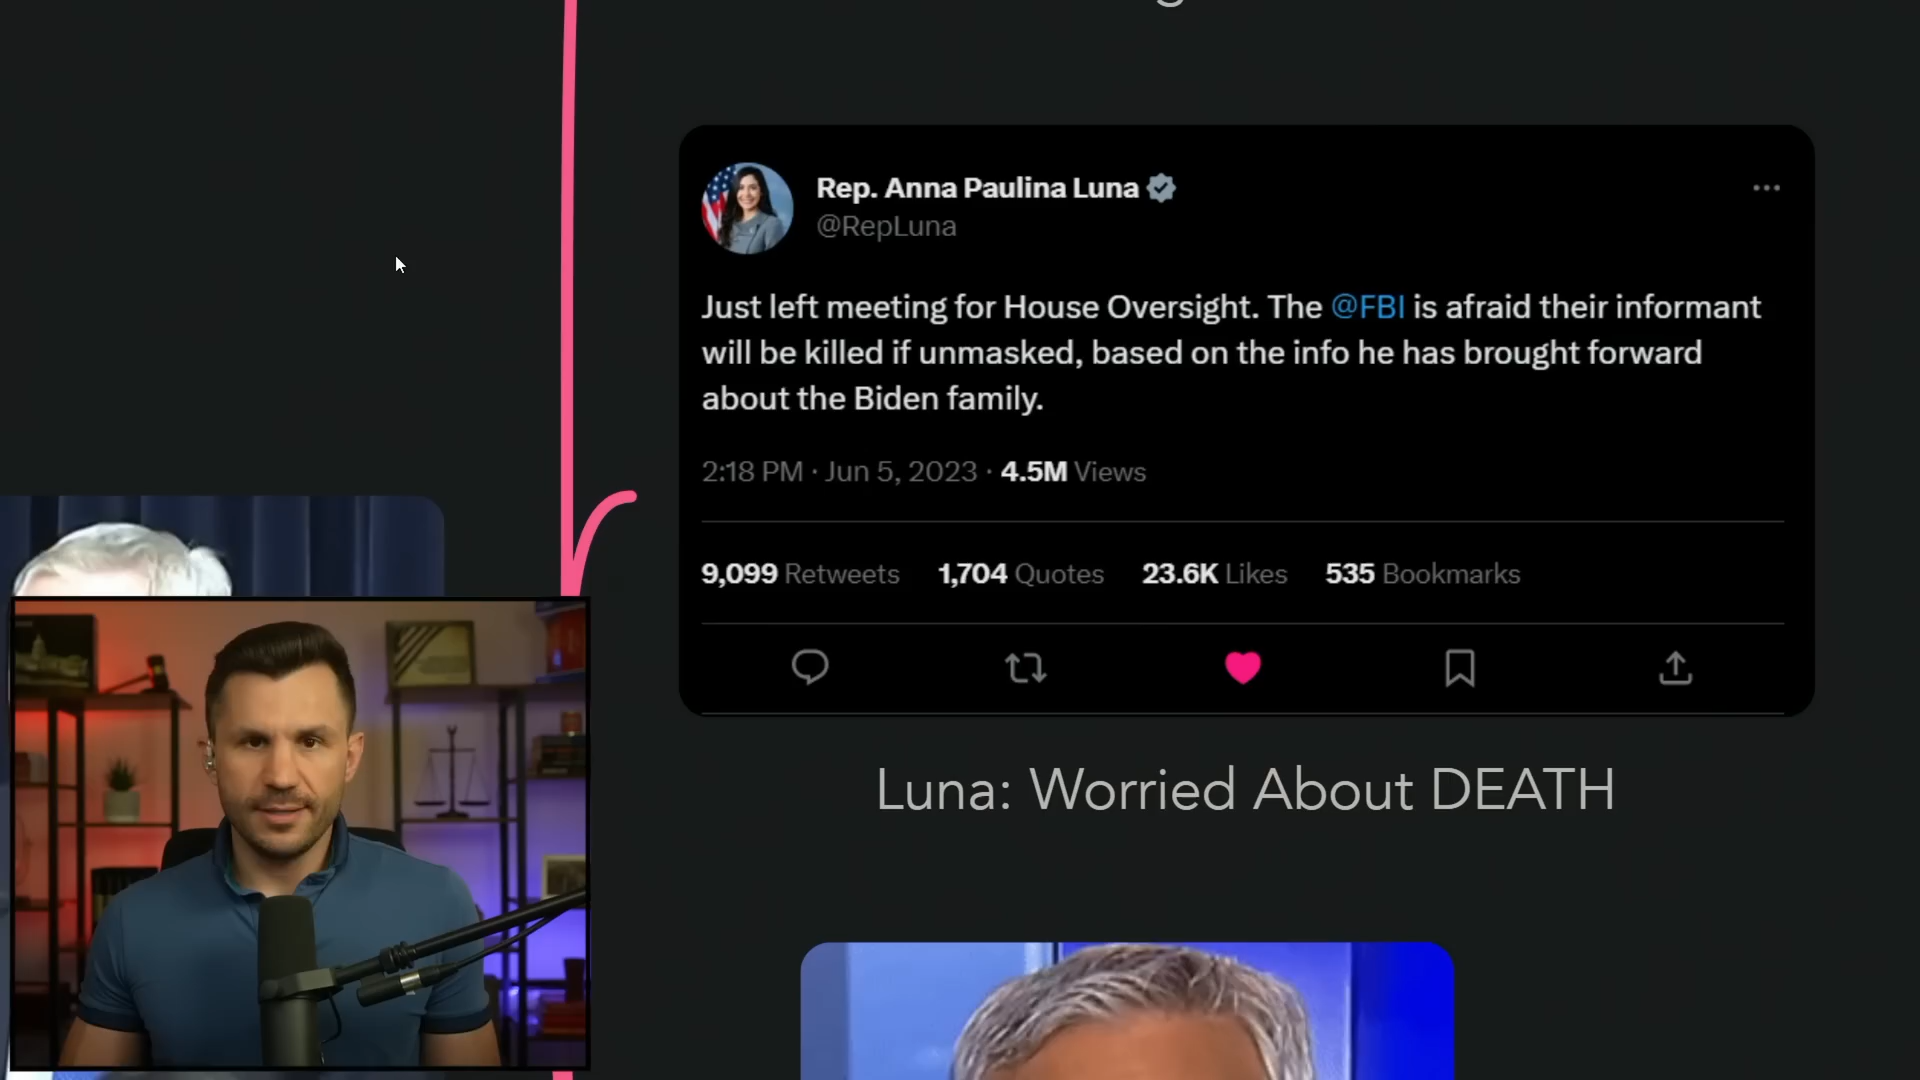 Rep. Anna Paulina Luna
@RepLuna
Just left meeting for House Oversight. The @FBI is afraid their informant
will be killed if unmasked, based on the info he has brought forward
about the Biden family.
2:18 PM · Jun 5, 2023 · 4.5M Views
9,099 Retweets 1,704 Quotes 23.6K Likes 535 Bookmarks
Luna: Worried About DEATH